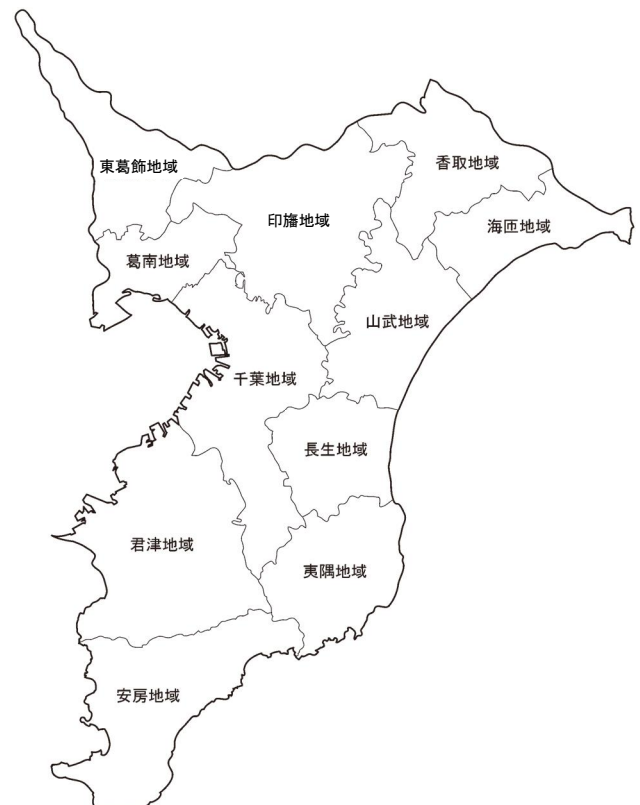 東葛飾地域
香取地域
印旛地域
海匝地域
葛南地域
山武地域
千葉地域
長生地域
君津地域
夷隅地域
安房地域